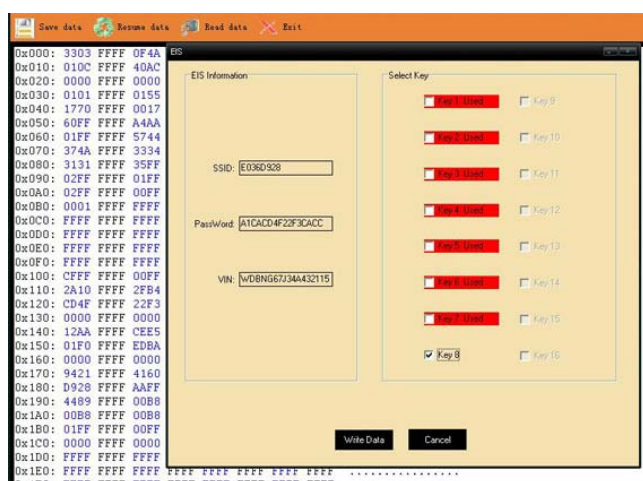 Save data Resume data Read data Exit
0x000: 3303 FFFF 0F4A
0x010: 010C FFFF 40AC
0x020: 0000 FFFF 0000
0x030: 0101 FFFF 0155
0x040: 1770 FFFF 0017
0x050: 60FF FFFF A4AA
0x060: 01FF FFFF 5744
0x070: 374A FFFF 3334
0x080: 3131 FFFF 35FF
0x090: 02FF FFFF 01FF
0x0A0: 02FF FFFF 00FF
0x0B0: 0001 FFFF FFFF
0x0C0: FFFF FFFF FFFF
0x0D0: FFFF FFFF FFFF
0x0E0: FFFF FFFF FFFF
0x0F0: FFFF FFFF FFFF
0x100: CFFF FFFF 00FF
0x110: 2A10 FFFF 2FB4
0x120: CD4F FFFF 22F3
0x130: 0000 FFFF 0000
0x140: 12AA FFFF CEE5
0x150: 01F0 FFFF EDBA
0x160: 0000 FFFF 0000
0x170: 9421 FFFF 4160
0x180: D928 FFFF AAFF
0x190: 4489 FFFF 00B8
0x1A0: 00B8 FFFF 00B8
0x1B0: 01FF FFFF 00FF
0x1C0: 0000 FFFF 0000
0x1D0: FFFF FFFF FFFF
0x1E0: FFFF FFFF FFFF FFFF FFFF FFFF FFFF FFFF ................
EIS
EIS Information
SSID: E036D928
PassWord: A1CACD4F22F3CACC
VIN: WDBNG67J34A432115
Select Key
Key 1 Used Key 9
Key 2 Used Key 10
Key 3 Used Key 11
Key 4 Used Key 12
Key 5 Used Key 13
Key 6 Used Key 14
Key 7 Used Key 15
Key 8 Key 16
Write Data Cancel